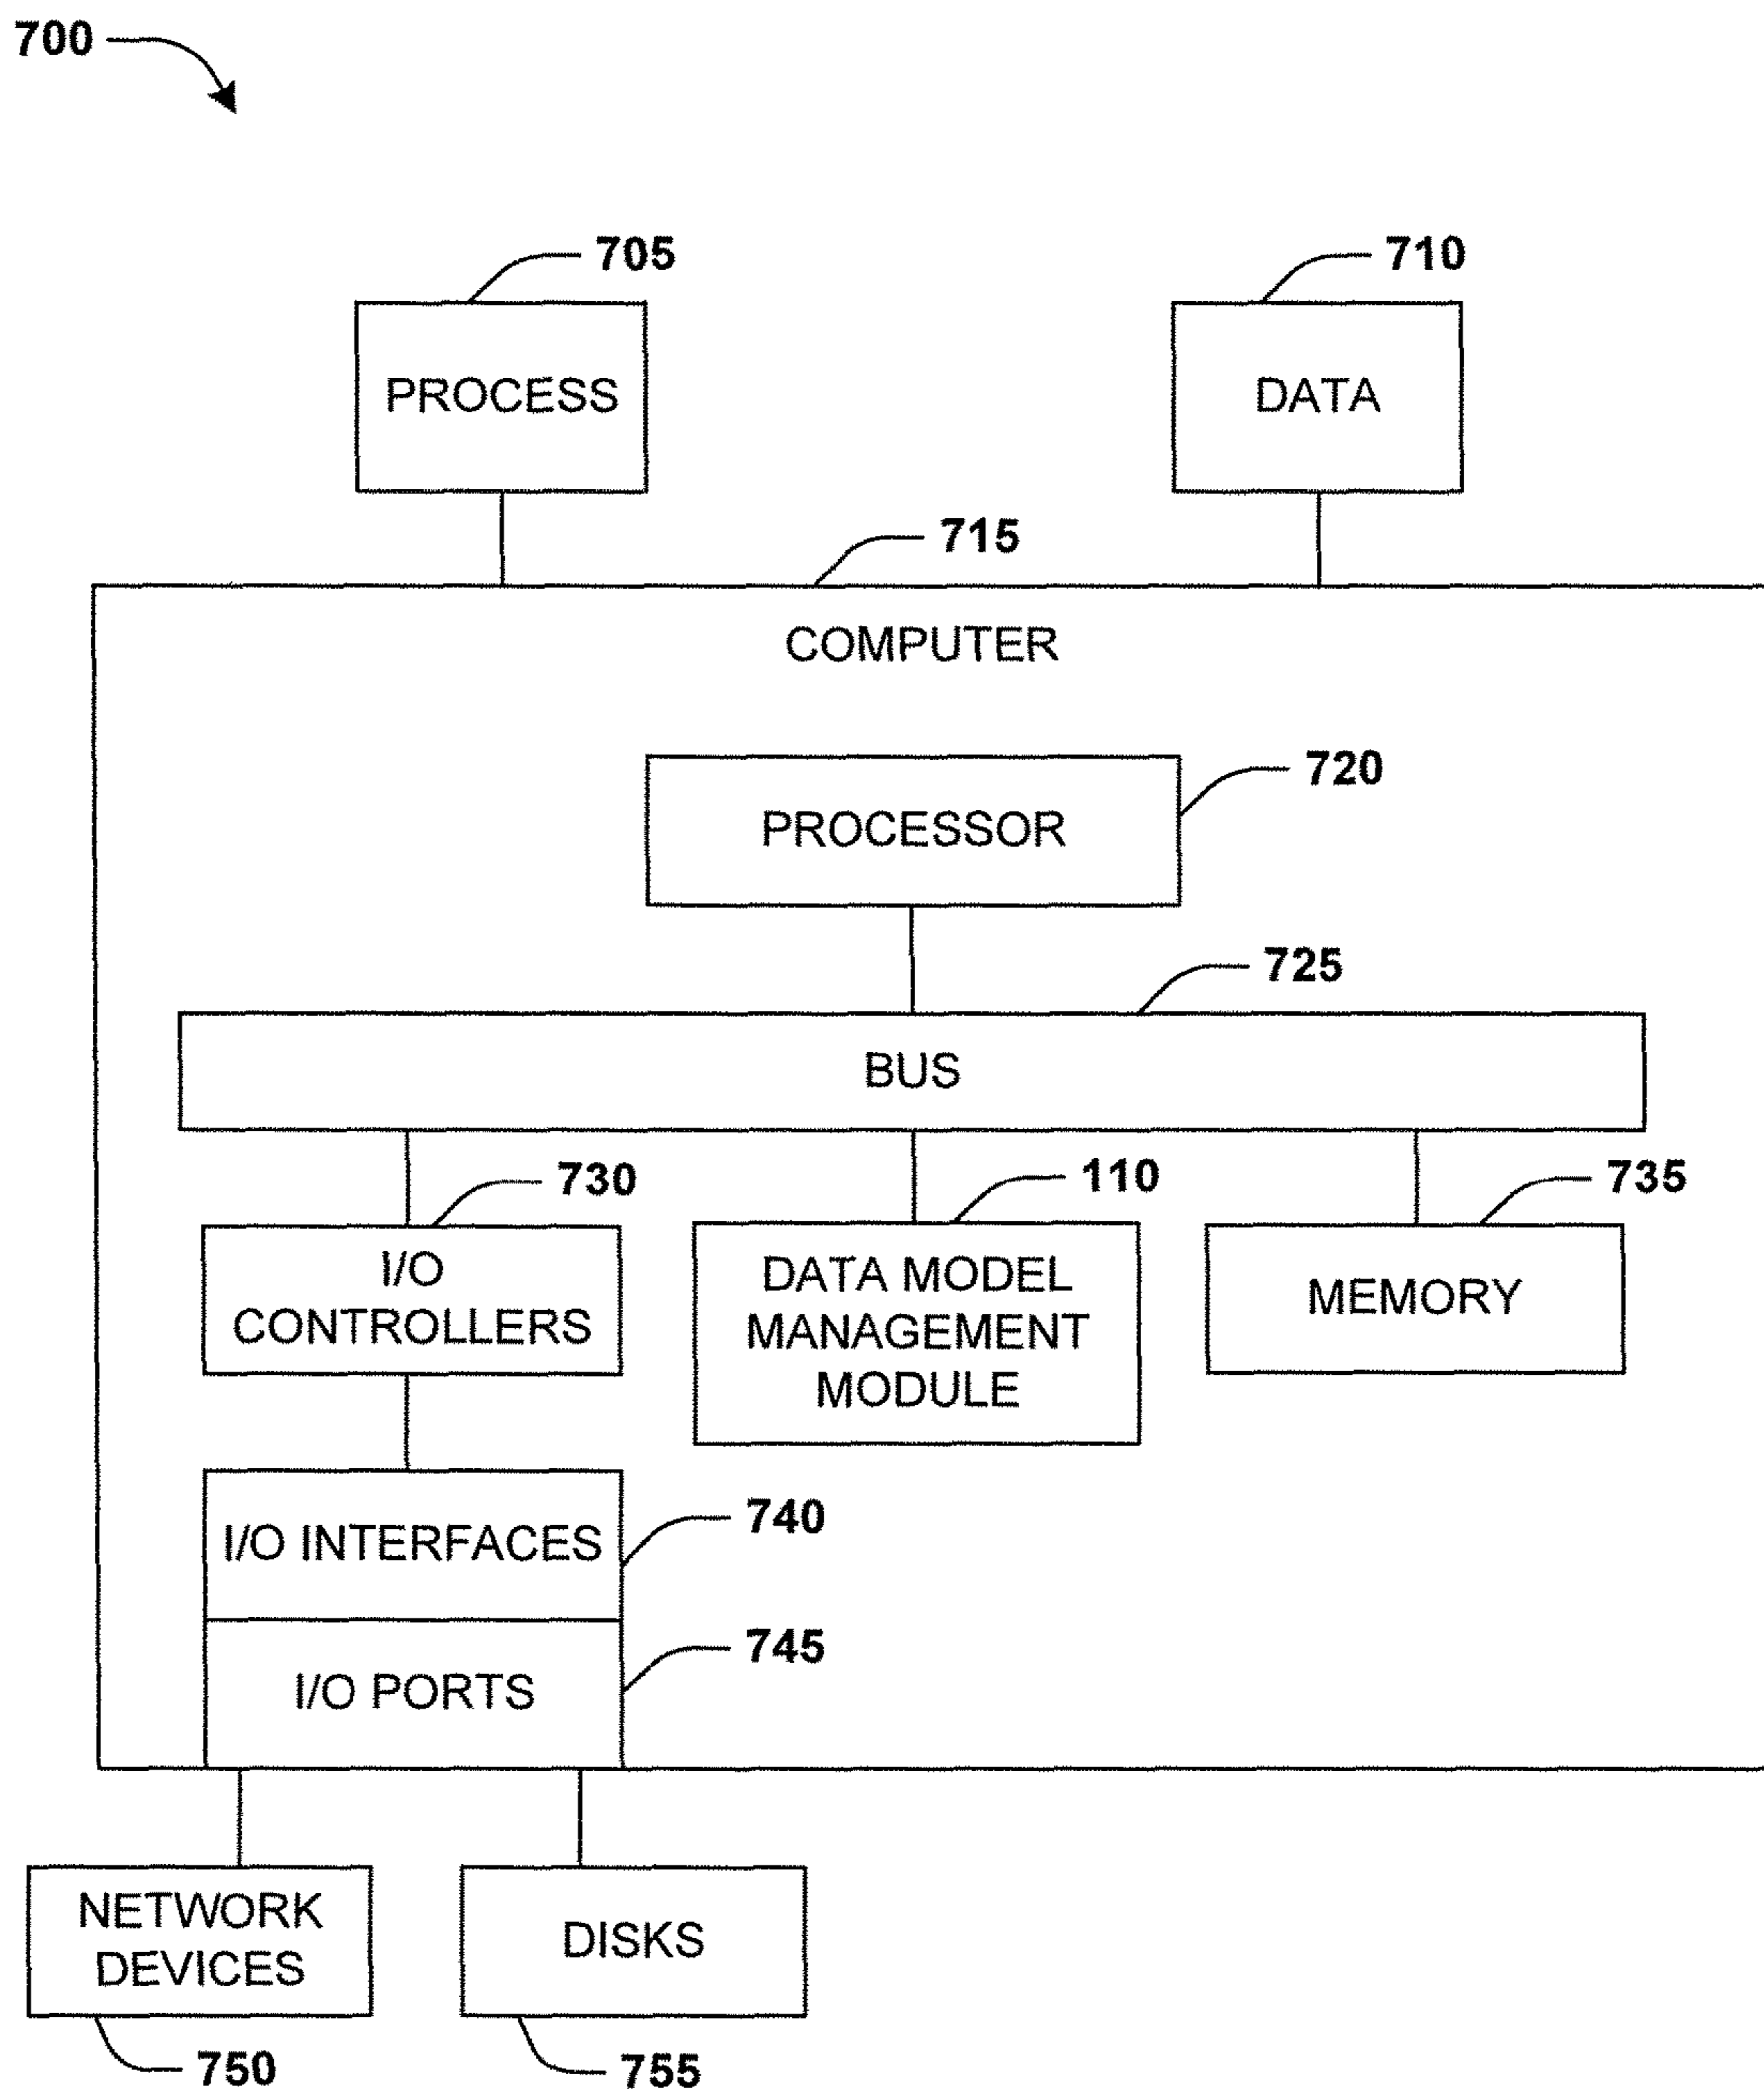 700
705
710
PROCESS
DATA
715
COMPUTER
720
PROCESSOR
725
BUS
730
110
735
I/O
CONTROLLERS
DATA MODEL
MANAGEMENT
MODULE
MEMORY
740
I/O INTERFACES
745
I/O PORTS
NETWORK
DEVICES
DISKS
750
755